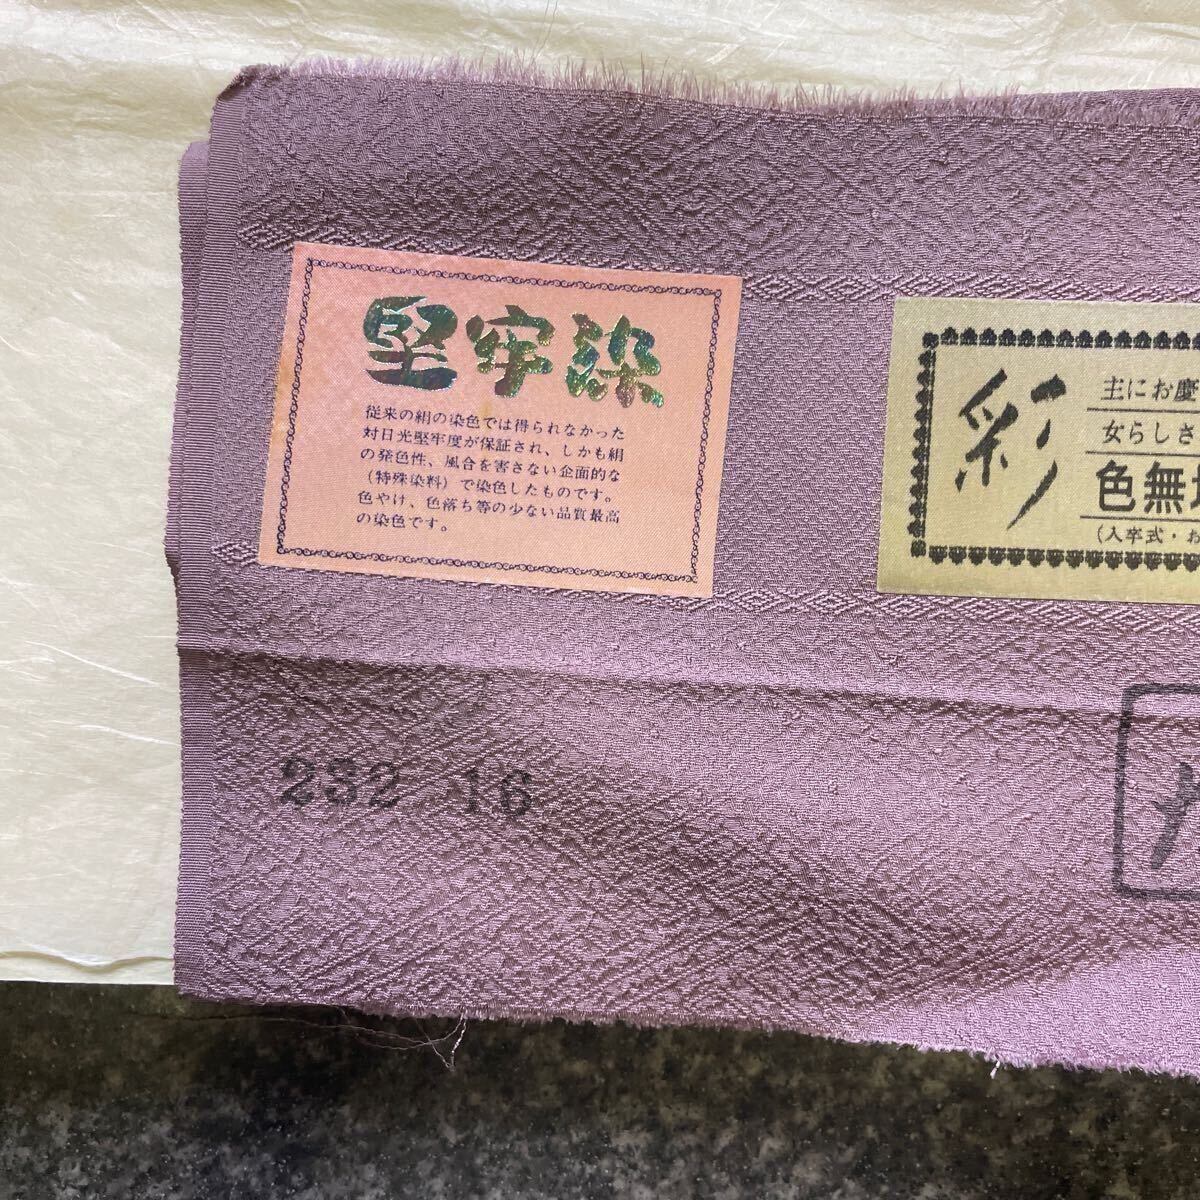 堅牢染
従来の絹の染色では得られなかった
対日光堅牢度が保証され、しかも絹
の発色性、風合を害さない企画的な
(特殊染料)で染色したものです。
色やけ、色落ち等の少ない品質最高
の染色です。
彩
主にお慶
女らしさ
色無
(入卒式・お
232 16